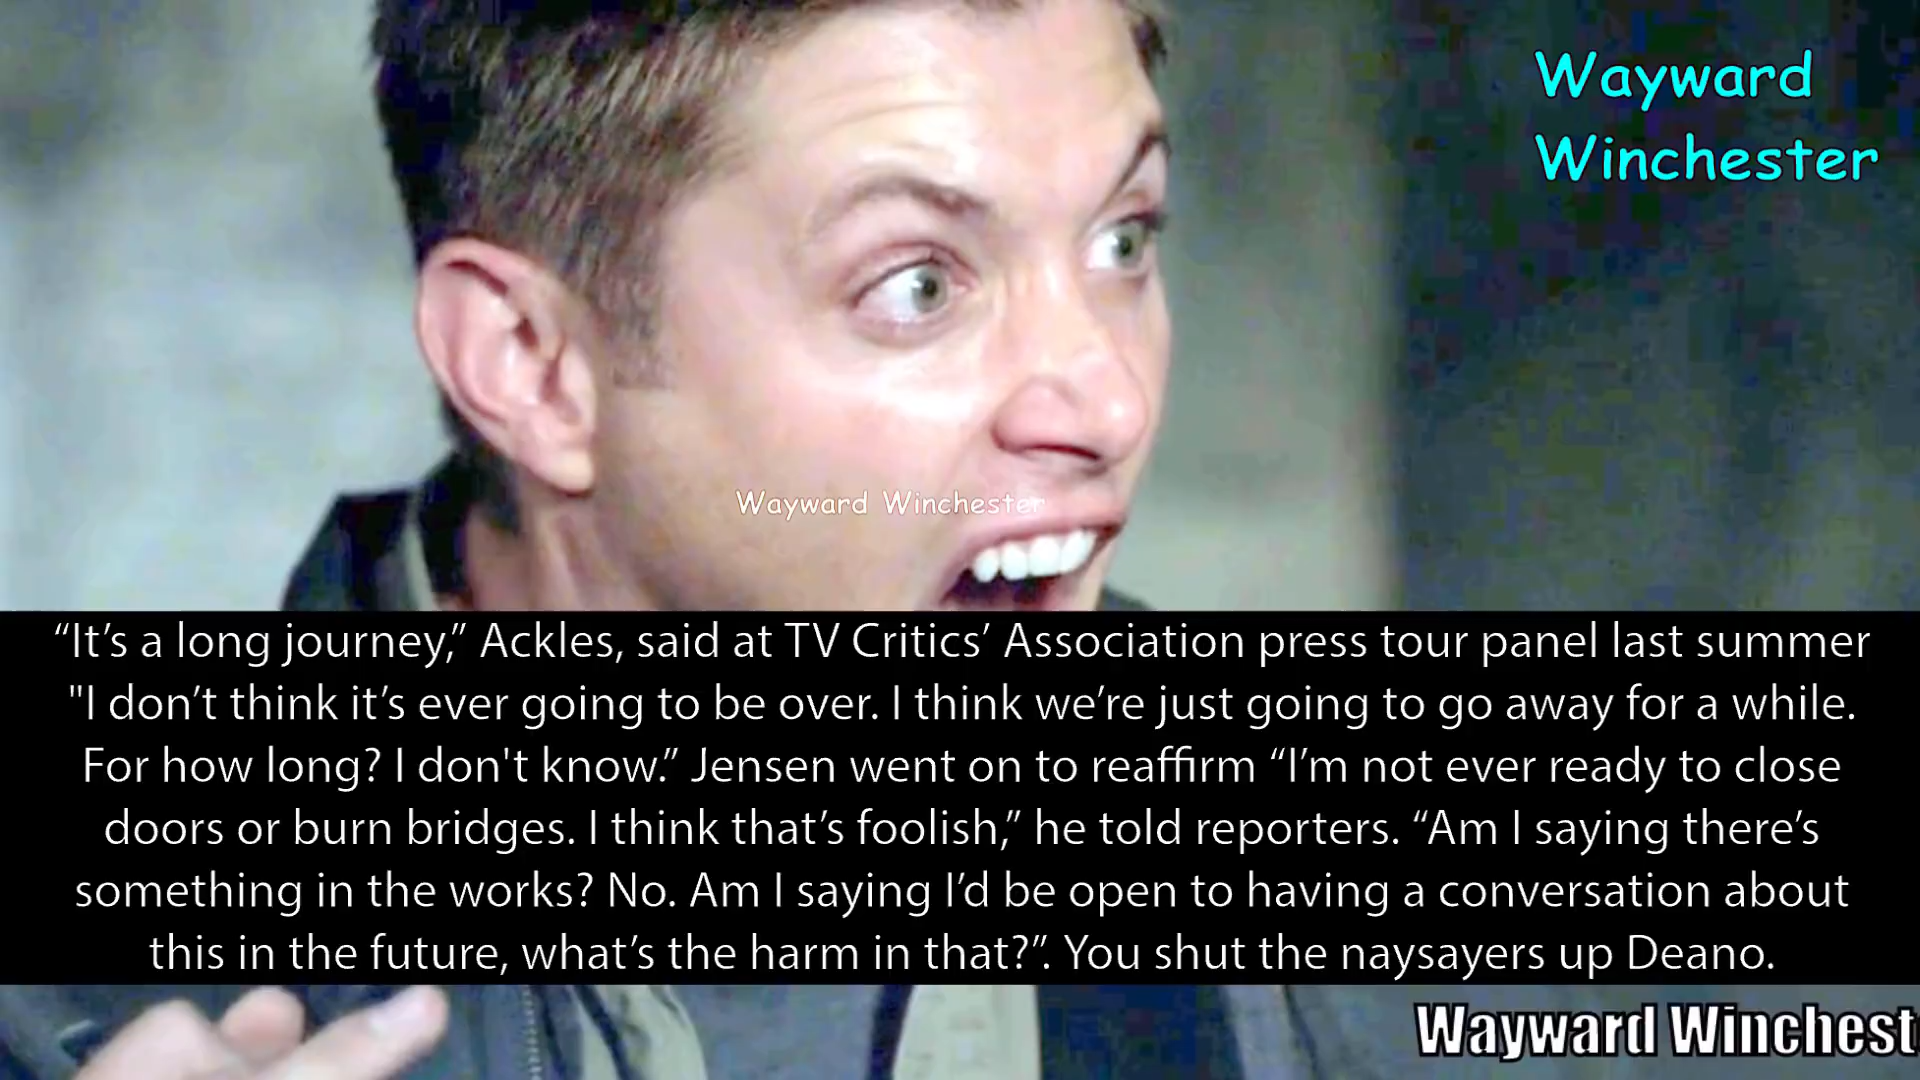 Wayward
Winchester
Wayward Winchester
“It’s a long journey,” Ackles, said at TV Critics’ Association press tour panel last summer
"I don’t think it’s ever going to be over. I think we’re just going to go away for a while.
For how long? I don't know.” Jensen went on to reaffirm “I’m not ever ready to close
doors or burn bridges. I think that’s foolish,” he told reporters. “Am I saying there’s
something in the works? No. Am I saying I’d be open to having a conversation about
this in the future, what’s the harm in that?”. You shut the naysayers up Deano.
Wayward Winchest